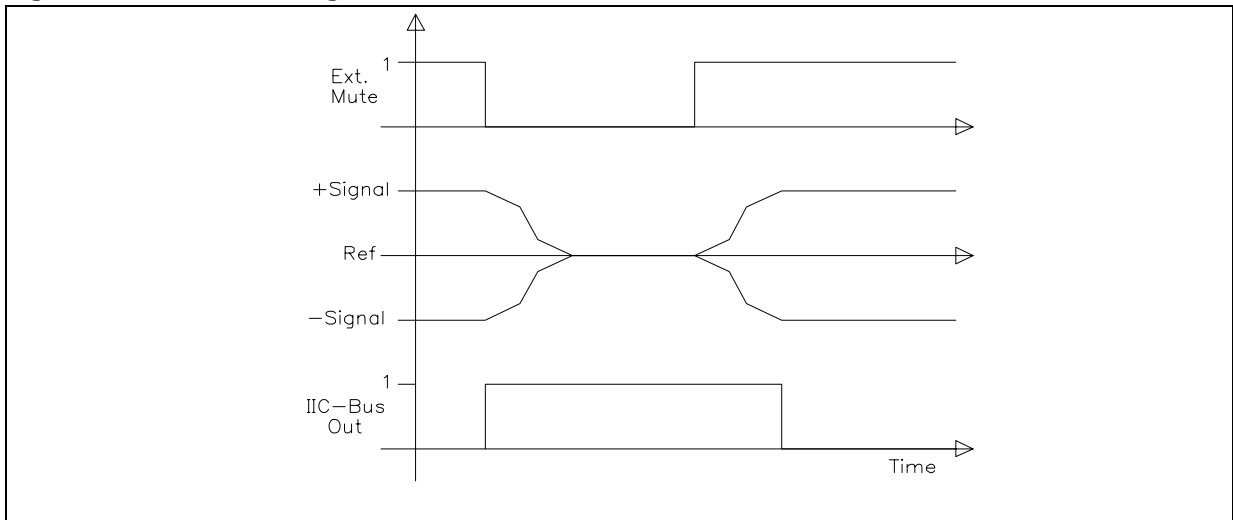 1
Ext.
Mute
+Signal
Ref
−Signal
1
IIC−Bus
Out
Time